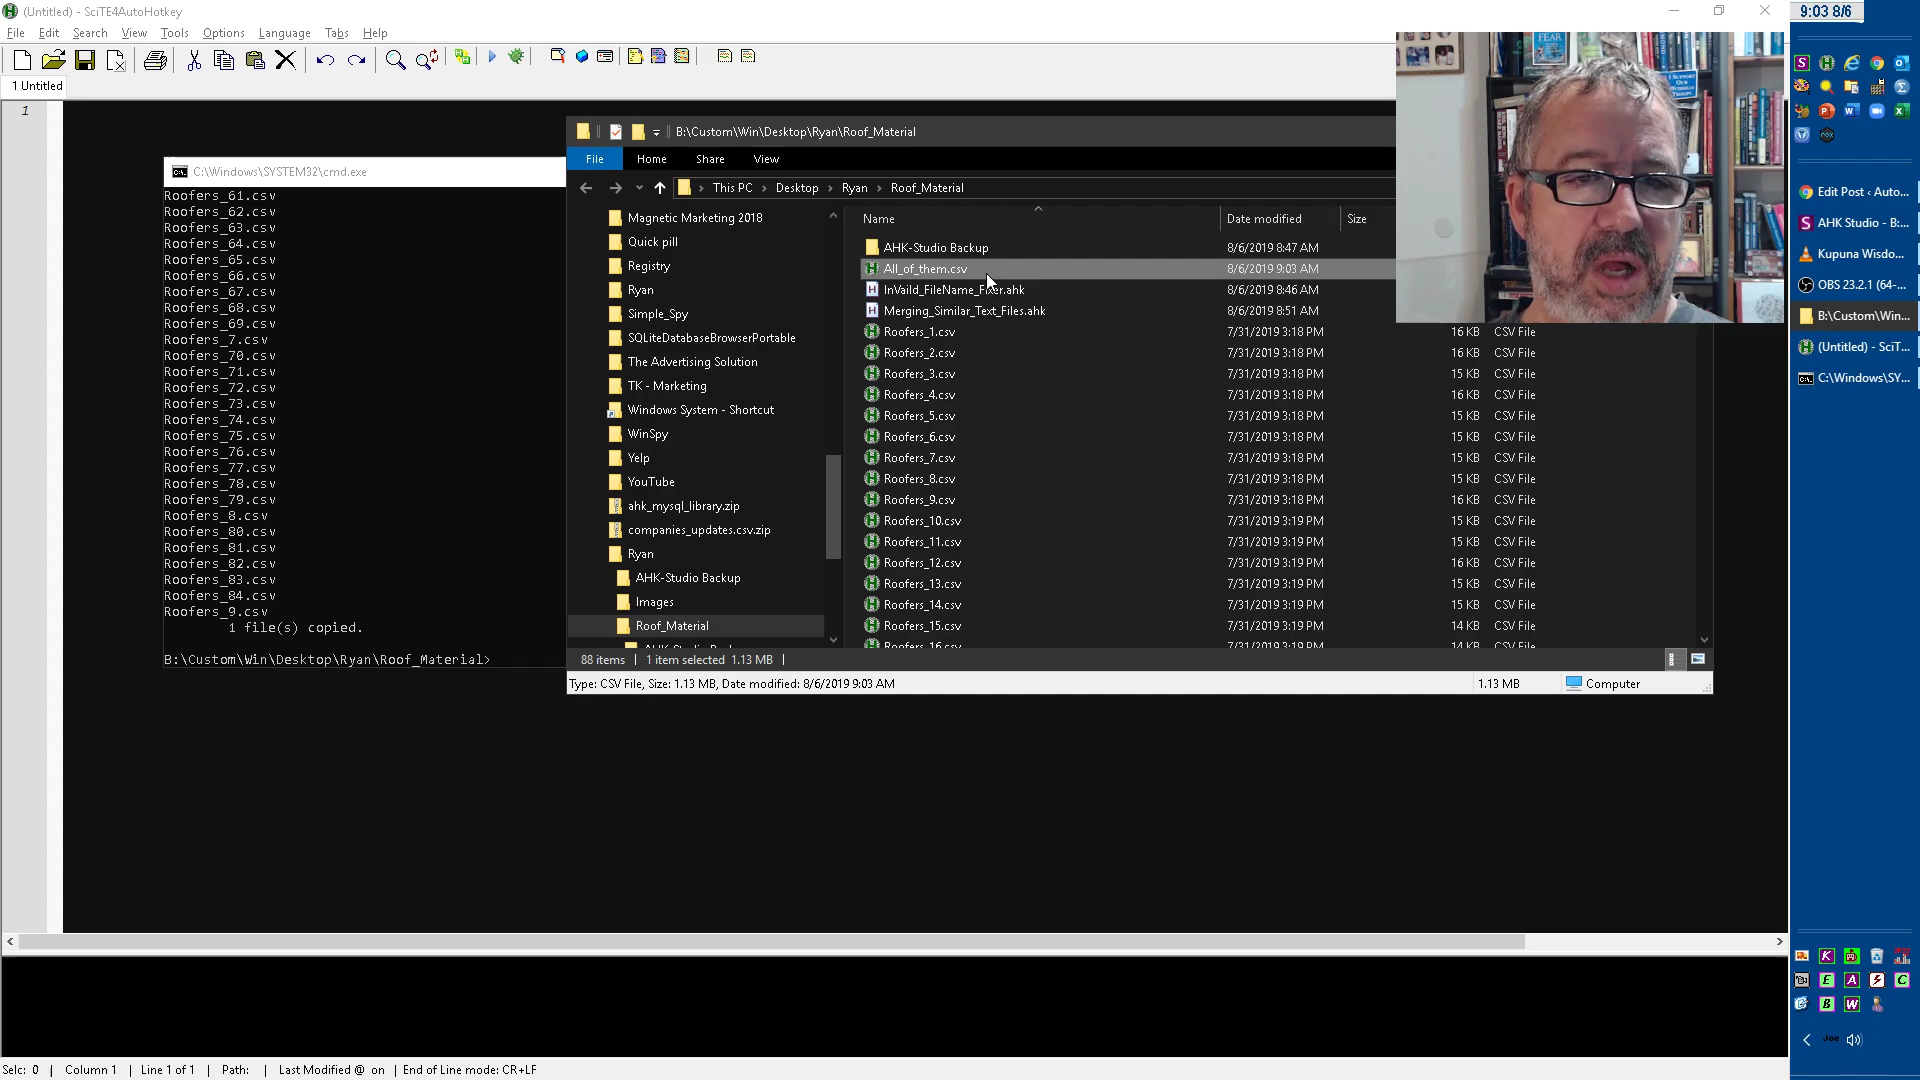 (Untitled) - SciTE4AutoHotkey
File Edit Search View Tools Options Language Tabs Help
1 Untitled
1
C:\Windows\SYSTEM32\cmd.exe
Roofers_61.csv
Roofers_62.csv
Roofers_63.csv
Roofers_64.csv
Roofers_65.csv
Roofers_66.csv
Roofers_67.csv
Roofers_68.csv
Roofers_69.csv
Roofers_7.csv
Roofers_70.csv
Roofers_71.csv
Roofers_72.csv
Roofers_73.csv
Roofers_74.csv
Roofers_75.csv
Roofers_76.csv
Roofers_77.csv
Roofers_78.csv
Roofers_79.csv
Roofers_8.csv
Roofers_80.csv
Roofers_81.csv
Roofers_82.csv
Roofers_83.csv
Roofers_84.csv
Roofers_9.csv
1 file(s) copied.
B:\Custom\Win\Desktop\Ryan\Roof_Material>
B:\Custom\Win\Desktop\Ryan\Roof_Material
File Home Share View
This PC Desktop Ryan Roof_Material
Magnetic Marketing 2018
Quick pill
Registry
Ryan
Simple_Spy
SQLiteDatabaseBrowserPortable
The Advertising Solution
TK - Marketing
Windows System - Shortcut
WinSpy
Yelp
YouTube
ahk_mysql_library.zip
companies_updates.csv.zip
Ryan
AHK-Studio Backup
Images
Roof_Material
Name Date modified Size
AHK-Studio Backup 8/6/2019 8:47 AM
All_of_them.csv 8/6/2019 9:03 AM
InVaild_FileName_Fixer.ahk 8/6/2019 8:46 AM
Merging_Similar_Text_Files.ahk 8/6/2019 8:51 AM
Roofers_1.csv 7/31/2019 3:18 PM 16 KB CSV File
Roofers_2.csv 7/31/2019 3:18 PM 16 KB CSV File
Roofers_3.csv 7/31/2019 3:18 PM 15 KB CSV File
Roofers_4.csv 7/31/2019 3:18 PM 16 KB CSV File
Roofers_5.csv 7/31/2019 3:18 PM 15 KB CSV File
Roofers_6.csv 7/31/2019 3:18 PM 15 KB CSV File
Roofers_7.csv 7/31/2019 3:18 PM 15 KB CSV File
Roofers_8.csv 7/31/2019 3:18 PM 15 KB CSV File
Roofers_9.csv 7/31/2019 3:18 PM 16 KB CSV File
Roofers_10.csv 7/31/2019 3:19 PM 15 KB CSV File
Roofers_11.csv 7/31/2019 3:19 PM 15 KB CSV File
Roofers_12.csv 7/31/2019 3:19 PM 16 KB CSV File
Roofers_13.csv 7/31/2019 3:19 PM 15 KB CSV File
Roofers_14.csv 7/31/2019 3:19 PM 15 KB CSV File
Roofers_15.csv 7/31/2019 3:19 PM 14 KB CSV File
Roofers_16.csv 7/31/2019 3:19 PM 14 KB CSV File
88 items 1 item selected 1.13 MB
Type: CSV File, Size: 1.13 MB, Date modified: 8/6/2019 9:03 AM 1.13 MB Computer
FEAR
I SUPPORT
9:03 8/6
Edit Post ‹ Auto...
AHK Studio - B:...
Kupuna Wisdo...
OBS 23.2.1 (64-...
B:\Custom\Win...
(Untitled) - SciT...
C:\Windows\SY...
Joe
Selc: 0 | Column 1 | Line 1 of 1 | Path: | Last Modified @ on | End of Line mode: CR+LF